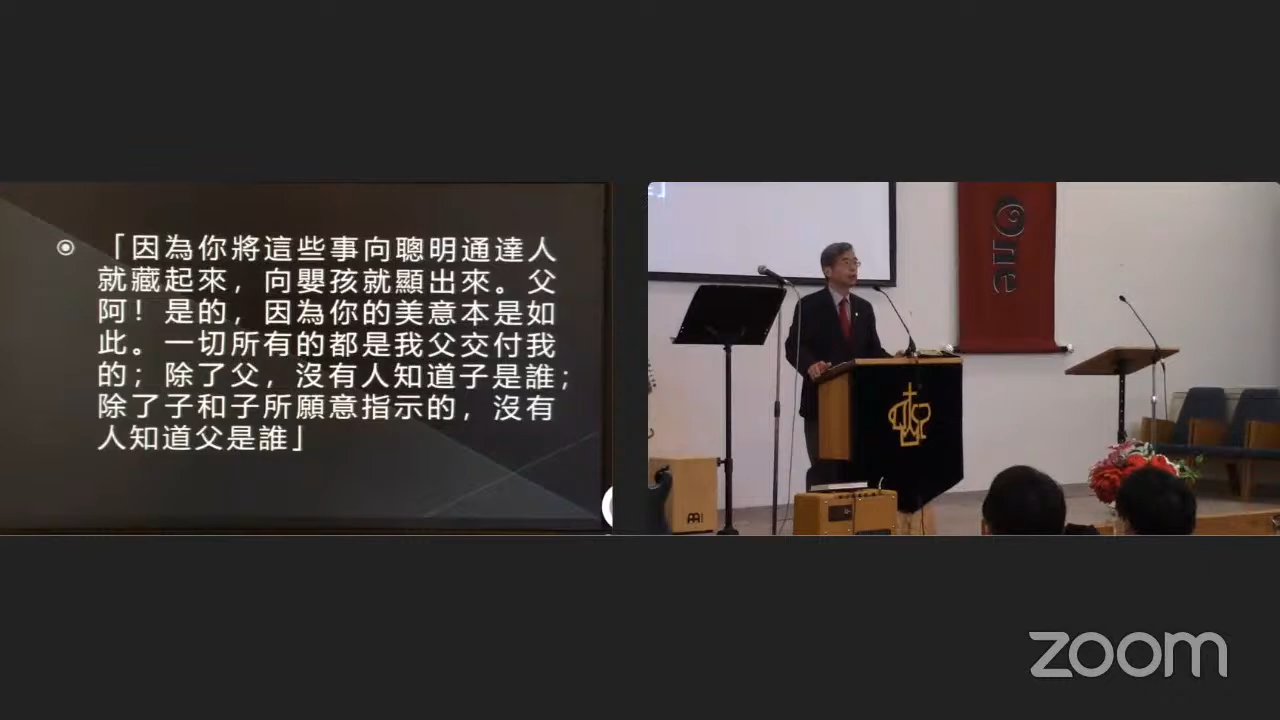 「因為你將這些事向聰明通達人
就藏起來，向嬰孩就顯出來。父
阿！是的，因為你的美意本是如
此。一切所有的都是我父交付我
的；除了父，沒有人知道子是誰；
除了子和子所願意指示的，沒有
人知道父是誰」
One
zoom